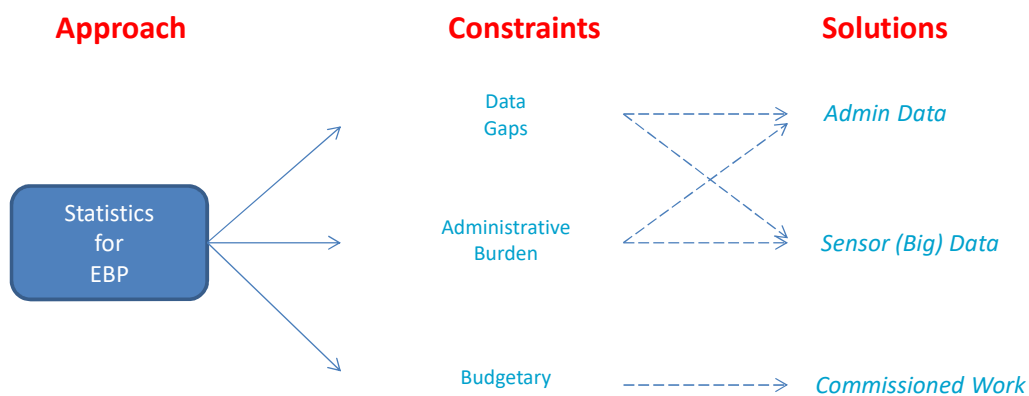 Approach
Constraints
Solutions
Statistics
for
EBP
Data
Gaps
Administrative
Burden
Budgetary
Admin Data
Sensor (Big) Data
Commissioned Work